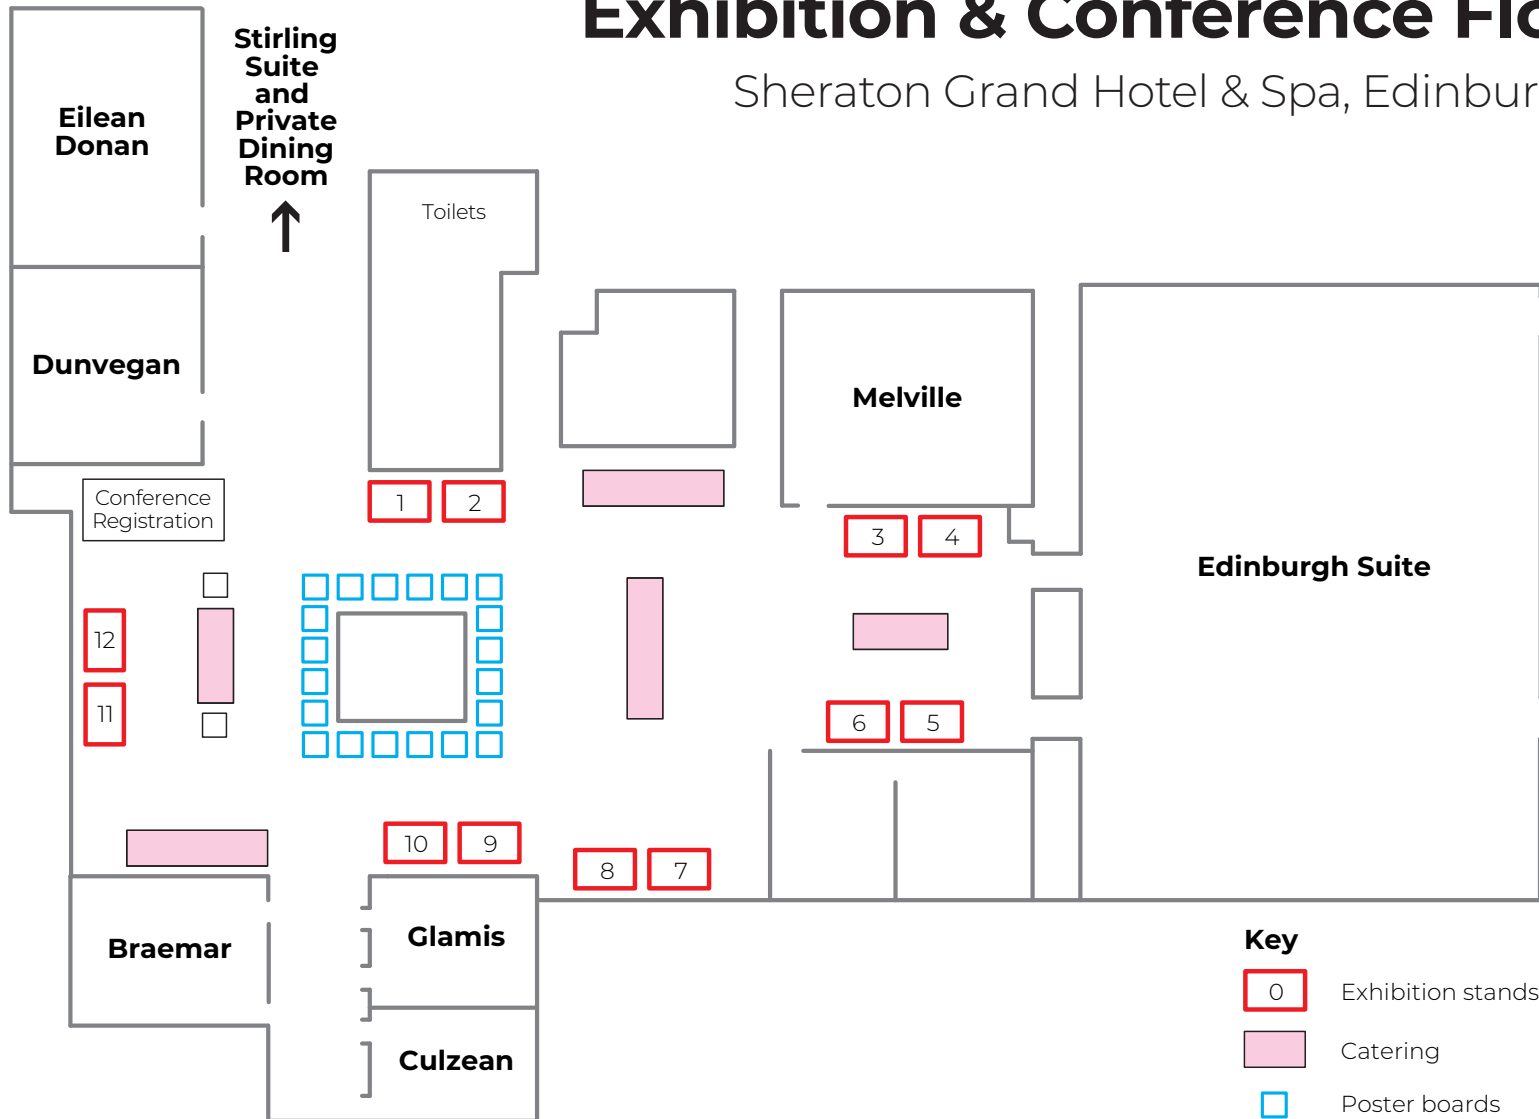 Exhibition & Conference Flo
Sheraton Grand Hotel & Spa, Edinbur
Stirling
Suite
and
Private
Dining
Room
Eilean
Donan
Toilets
Dunvegan
Melville
Conference
Registration
1
2
3
4
Edinburgh Suite
12
11
6
5
10
9
8
7
Braemar
Glamis
Culzean
Key
0
Exhibition stands
Catering
Poster boards